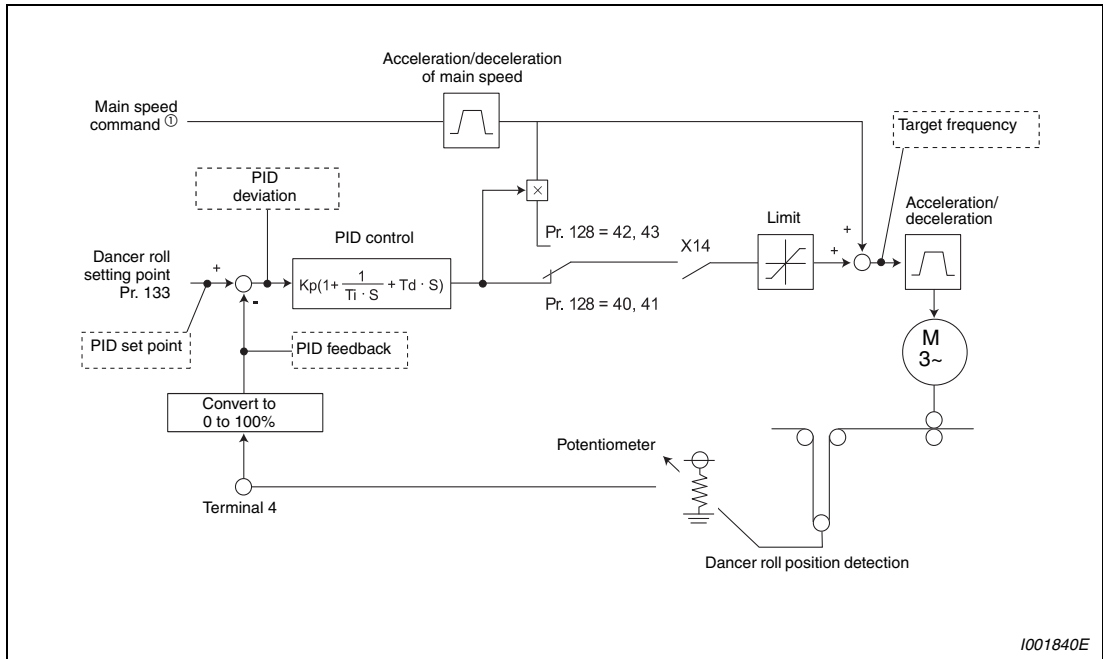 Acceleration/deceleration
of main speed
Main speed
command ①
Target frequency
PID
deviation
Acceleration/
deceleration
Limit
PID control
Pr. 128 = 42, 43
X14
Dancer roll
setting point
Pr. 133
+
-
Kp(1+ 1/(Ti · S) + Td · S)
×
+
+
Pr. 128 = 40, 41
PID set point
PID feedback
M
3~
Convert to
0 to 100%
Potentiometer
Terminal 4
Dancer roll position detection
I001840E